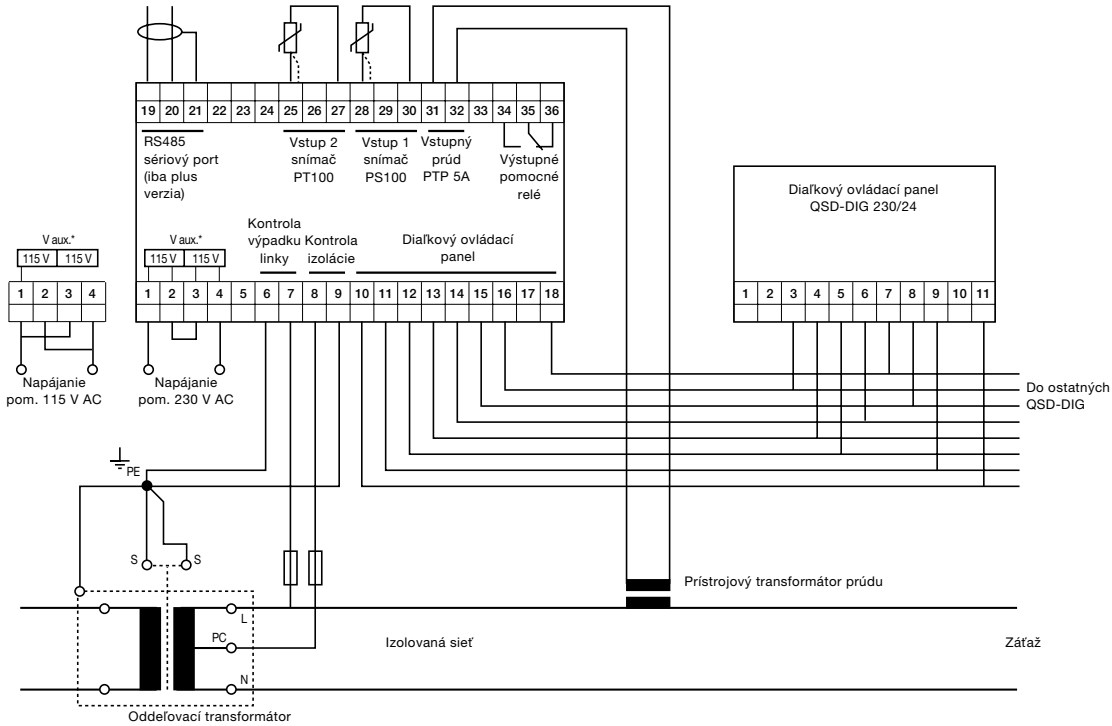 19 20 21 22 23 24 25 26 27 28 29 30 31 32 33 34 35 36
RS485
sériový port
(iba plus
verzia)
Vstup 2
snímač
PT100
Vstup 1
snímač
PS100
Vstupný
prúd
PTP 5A
Výstupné
pomocné
relé
Kontrola
výpadku
linky
Kontrola
izolácie
Diaľkový ovládací
panel
V aux.*
115 V 115 V
1 2 3 4
Napájanie
pom. 115 V AC
V aux.*
115 V 115 V
1 2 3 4 5 6 7 8 9 10 11 12 13 14 15 16 17 18
Napájanie
pom. 230 V AC
Diaľkový ovládací panel
QSD-DIG 230/24
1 2 3 4 5 6 7 8 9 10 11
Do ostatných
QSD-DIG
PE
S S
Prístrojový transformátor prúdu
L
PC
N
Izolovaná sieť
Záťaž
Oddeľovací transformátor